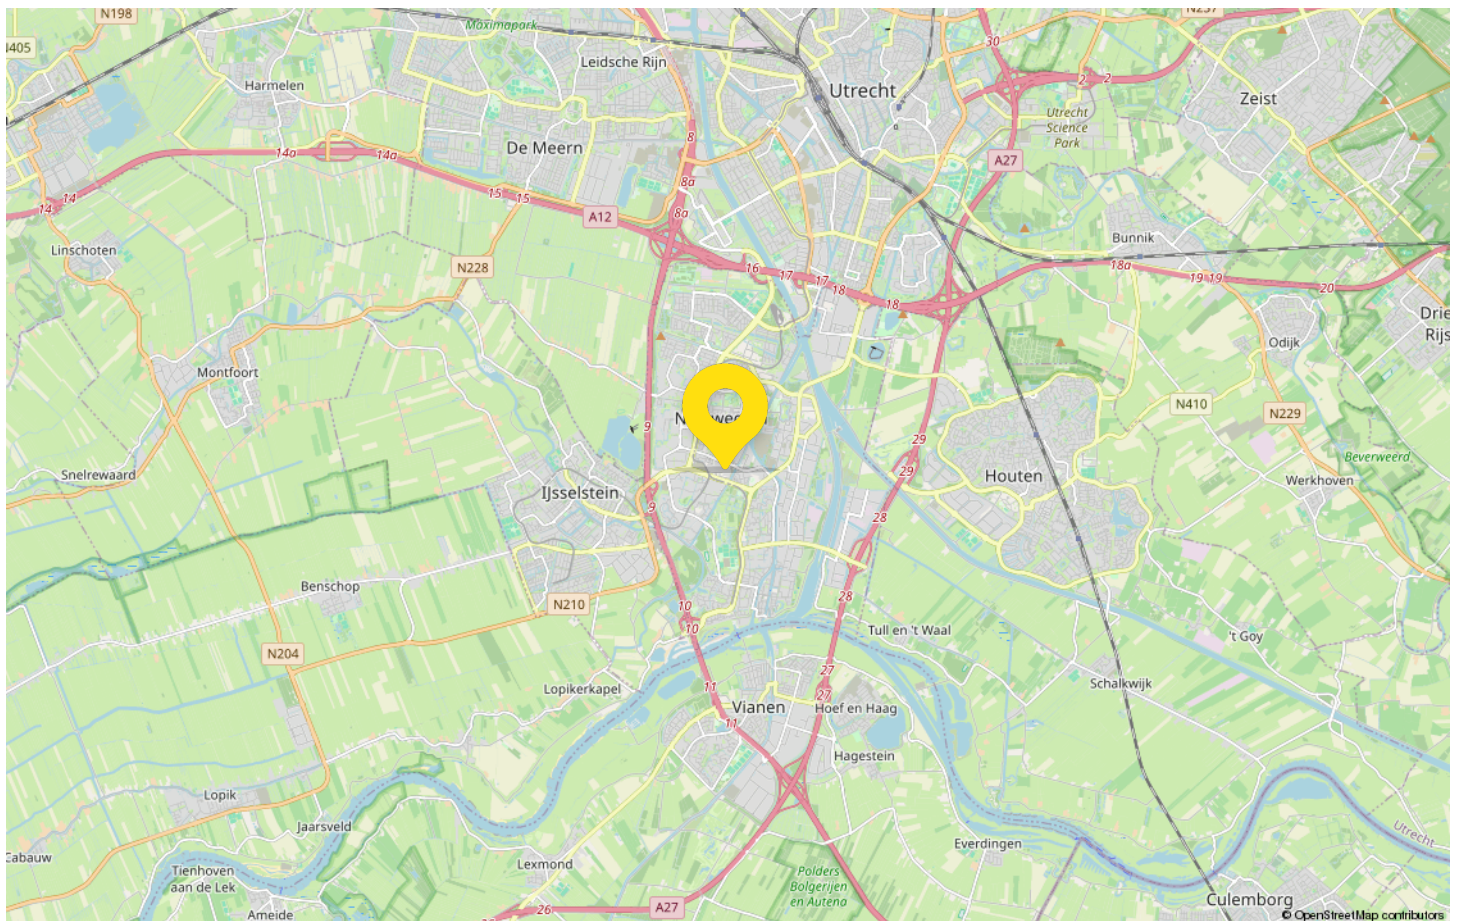 N198
Maximapark
N237
30
Leidsche Rijn
Harmelen
Utrecht
2
2
Zeist
Utrecht
Science
Park
8
De Meern
14a
14a
A27
8a
15
15
14
14
A12
8a
Linschoten
Bunnik
N228
16
17
17
18
18
18a
19
19
20
Odijk
Montfoort
9
N410
N229
29
29
Beverweerd
Snelrewaard
Houten
Werkhoven
IJsselstein
9
28
Benschop
28
N210
10
10
Tull en 't Waal
't Goy
N204
27
27
Lopikerkapel
11
11
Vianen
Hoef en Haag
Schalkwijk
Hagestein
Lopik
Jaarsveld
Utrecht
Everdingen
Cabauw
Lexmond
Tienhoven
aan de Lek
Polders
Bolgerijen
en Autena
Ameide
26
A27
Culemborg
© OpenStreetMap contributors